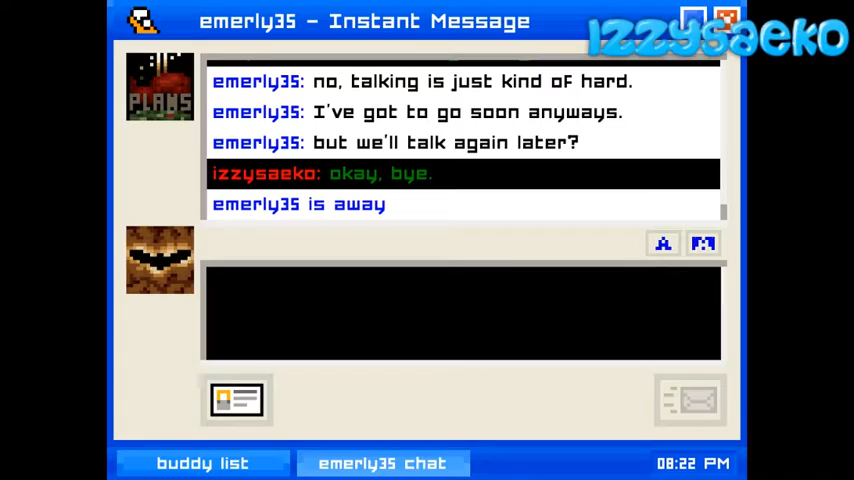 emerly35 - Instant Message
izzysaeko
PLANS
emerly35: no, talking is just kind of hard.
emerly35: I've got to go soon anyways.
emerly35: but we'll talk again later?
izzysaeko: okay, bye.
emerly35 is away
A
buddy list
emerly35 chat
08:22 PM